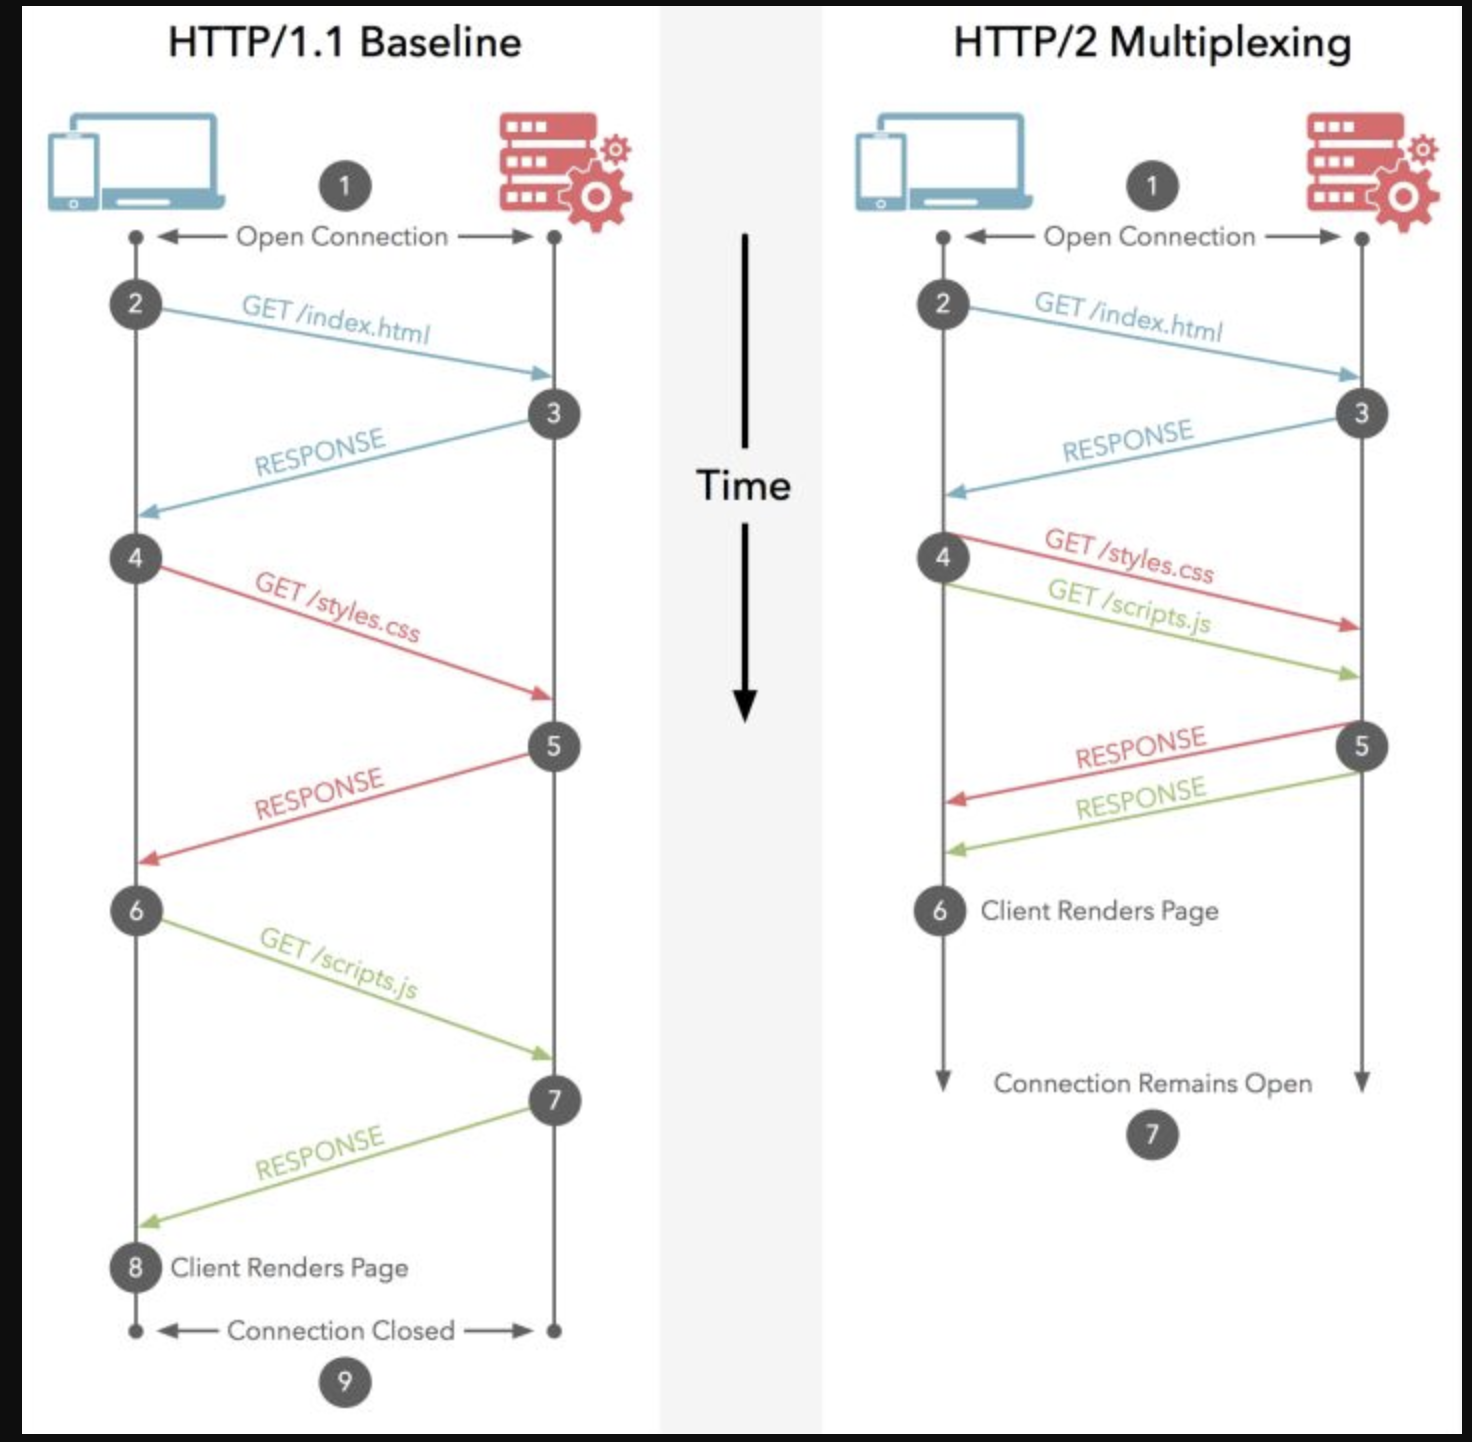 HTTP/1.1 Baseline
1
Open Connection
2
GET /index.html
3
RESPONSE
4
GET /styles.css
5
RESPONSE
6
GET /scripts.js
7
RESPONSE
8
Client Renders Page
Connection Closed
9
Time
HTTP/2 Multiplexing
1
Open Connection
2
GET /index.html
3
RESPONSE
4
GET /styles.css
GET /scripts.js
5
RESPONSE
RESPONSE
6
Client Renders Page
Connection Remains Open
7